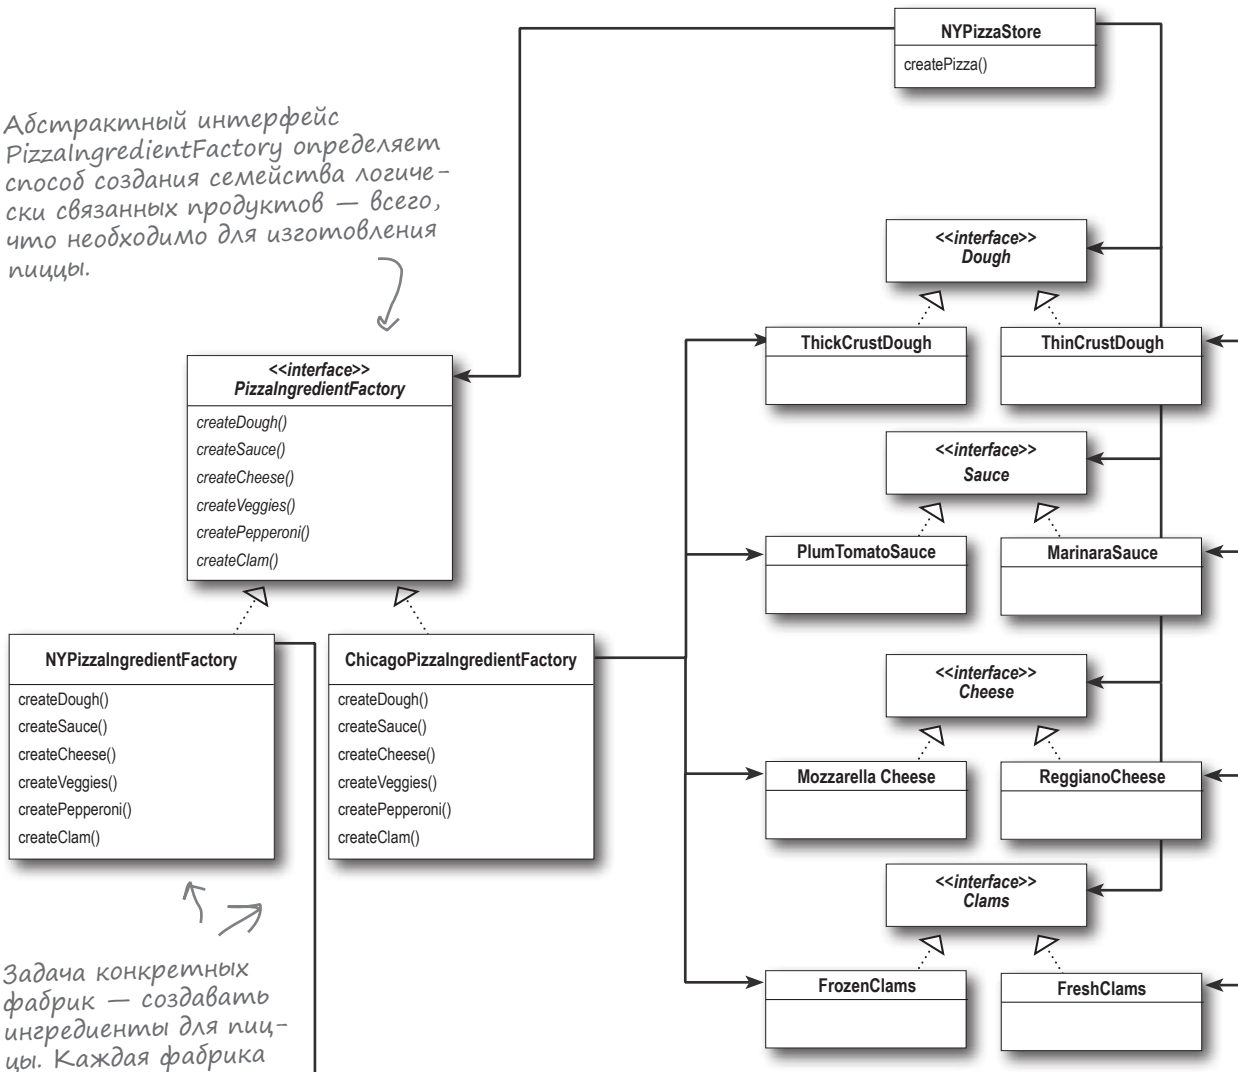 NYPizzaStore
createPizza()
Абстрактный интерфейс
PizzaIngredientFactory определяет
способ создания семейства логиче-
ски связанных продуктов — всего,
что необходимо для изготовления
пиццы.
<<interface>>
PizzaIngredientFactory
createDough()
createSauce()
createCheese()
createVeggies()
createPepperoni()
createClam()
NYPizzaIngredientFactory
createDough()
createSauce()
createCheese()
createVeggies()
createPepperoni()
createClam()
ChicagoPizzaIngredientFactory
createDough()
createSauce()
createCheese()
createVeggies()
createPepperoni()
createClam()
<<interface>>
Dough
ThickCrustDough
ThinCrustDough
<<interface>>
Sauce
PlumTomatoSauce
MarinaraSauce
<<interface>>
Cheese
Mozzarella Cheese
ReggianoCheese
<<interface>>
Clams
FrozenClams
FreshClams
Задача конкретных
фабрик — создавать
ингредиенты для пиц-
цы. Каждая фабрика